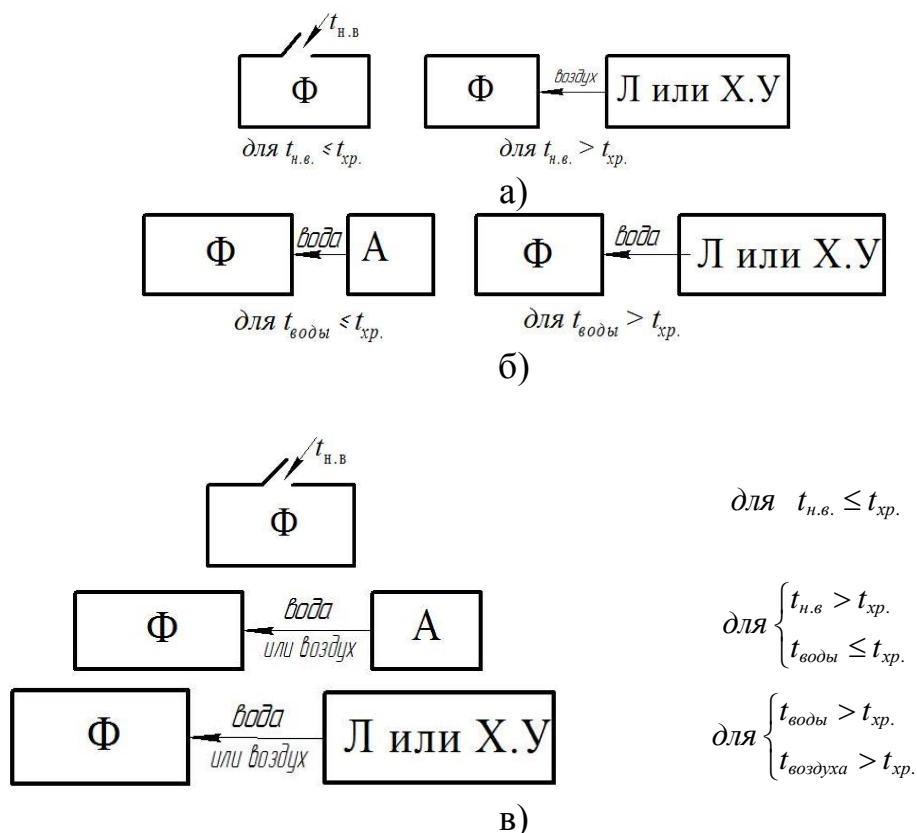 t н.в
Ф
Ф
воздух
Л или Х.У
для t н.в. ≤ t хр.
для t н.в. > t хр.
а)
Ф
вода
А
Ф
вода
Л или Х.У
для t воды ≤ t хр.
для t воды > t хр.
б)
t н.в
Ф
для t н.в. ≤ t хр.
Ф
вода
или воздух
А
для { t н.в > t хр.
t воды ≤ t хр.
Ф
вода
или воздух
Л или Х.У
для { t воды > t хр.
t воздуха > t хр.
в)